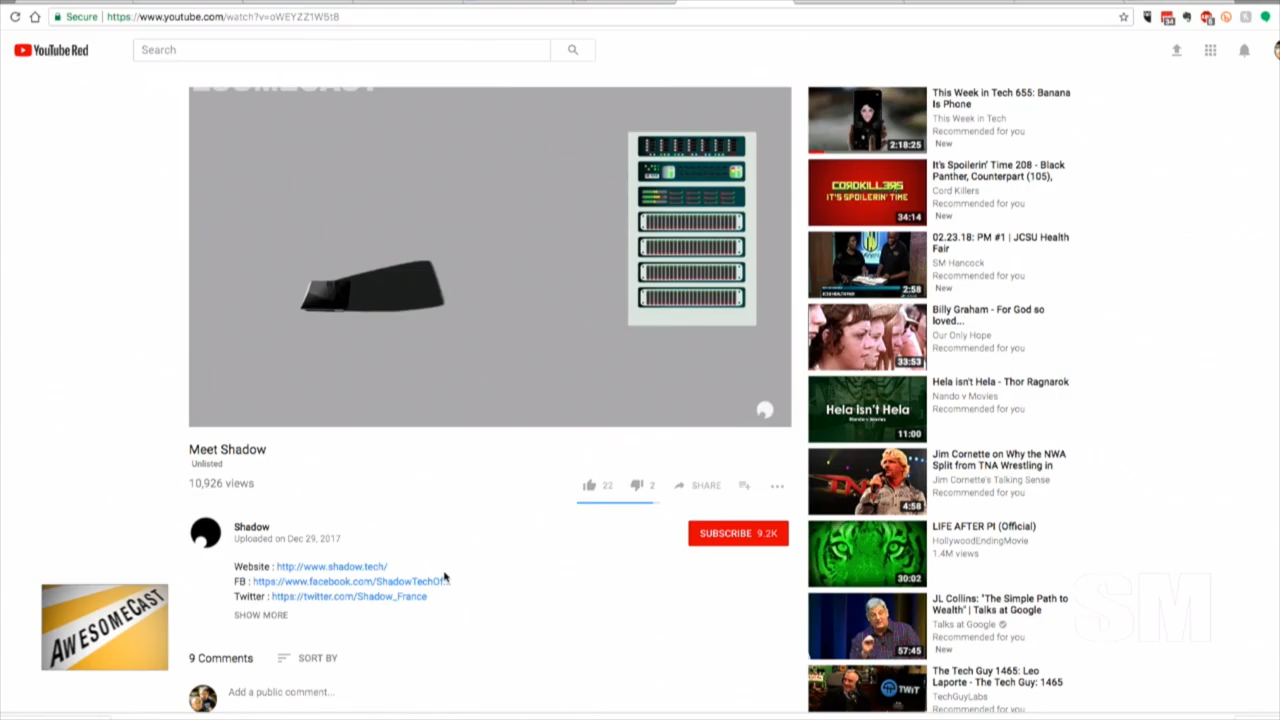 Secure
https://www.youtube.com/watch?v=oWEYZZ1W5t8
YouTube Red
Search
Meet Shadow
Unlisted
10,926 views
22
2
SHARE
Shadow
Uploaded on Dec 29, 2017
SUBSCRIBE 9.2K
Website : http://www.shadow.tech/
FB : https://www.facebook.com/ShadowTechOf...
Twitter : https://twitter.com/Shadow_France
SHOW MORE
AWESOMECAST
9 Comments
SORT BY
Add a public comment...
2:18:25
This Week in Tech 655: Banana
Is Phone
This Week in Tech
Recommended for you
New
CORDKILLERS
IT'S SPOILERIN' TIME
34:14
It's Spoilerin' Time 208 - Black
Panther, Counterpart (105),
Cord Killers
Recommended for you
New
2:58
02.23.18: PM #1 | JCSU Health
Fair
SM Hancock
Recommended for you
New
33:53
Billy Graham - For God so
loved...
Our Only Hope
Recommended for you
Hela isn't Hela
Nando v Movies
11:00
Hela isn't Hela - Thor Ragnarok
Nando v Movies
Recommended for you
4:58
Jim Cornette on Why the NWA
Split from TNA Wrestling in
Jim Cornette's Talking Sense
Recommended for you
30:02
LIFE AFTER PI (Official)
HollywoodEndingMovie
1.4M views
57:45
JL Collins: "The Simple Path to
Wealth" | Talks at Google
Talks at Google
Recommended for you
New
TWiT
The Tech Guy 1465: Leo
Laporte - The Tech Guy: 1465
TechGuyLabs
Recommended for you
SM